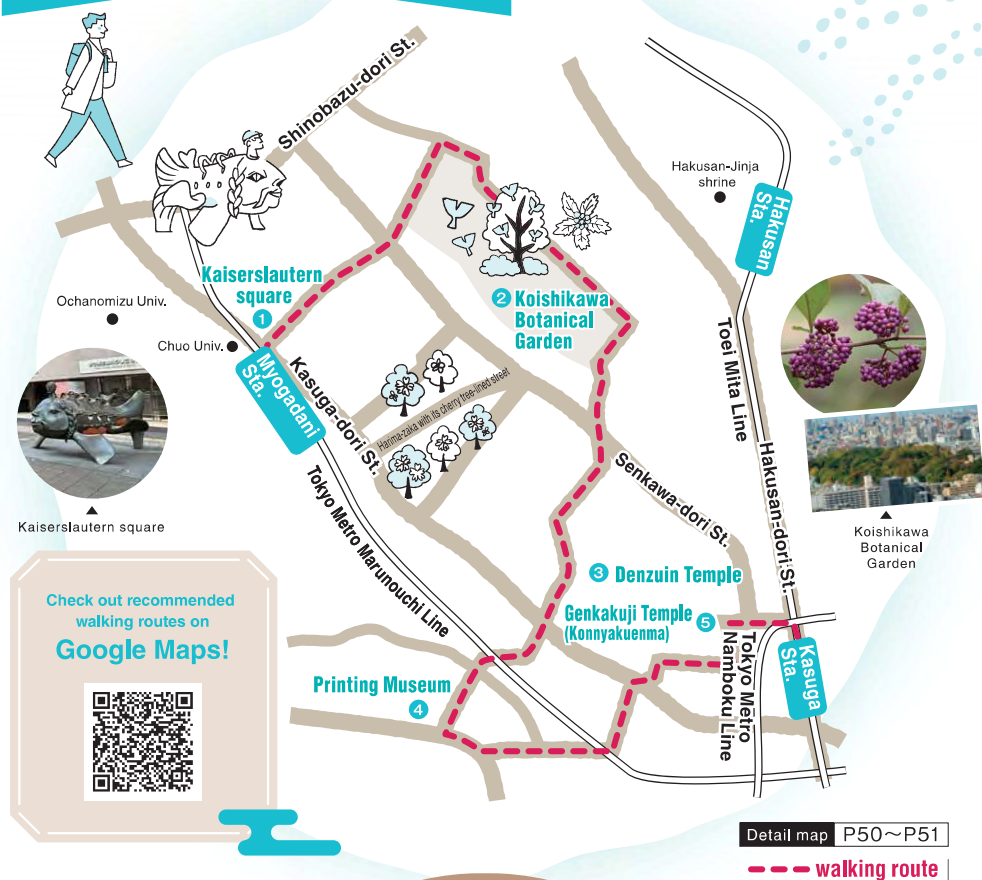 Shinobazu-dori St.
Hakusan-Jinja
shrine
Hakusan
Sta.
Kaiserslautern
square
1
2 Koishikawa
Botanical
Garden
Ochanomizu Univ.
Chuo Univ.
Myogadani
Sta.
Kasuga-dori St.
Harima-zaka with its cherry tree-lined street
Toei Mita Line
Hakusan-dori St.
Senkawa-dori St.
Kaiserslautern square
Koishikawa
Botanical
Garden
Tokyo Metro Marunouchi Line
3 Denzuin Temple
Genkakuji Temple
(Konnyakuenma)
5
Tokyo Metro
Namboku Line
Kasuga
Sta.
Check out recommended
walking routes on
Google Maps!
Printing Museum
4
Detail map P50~P51
walking route